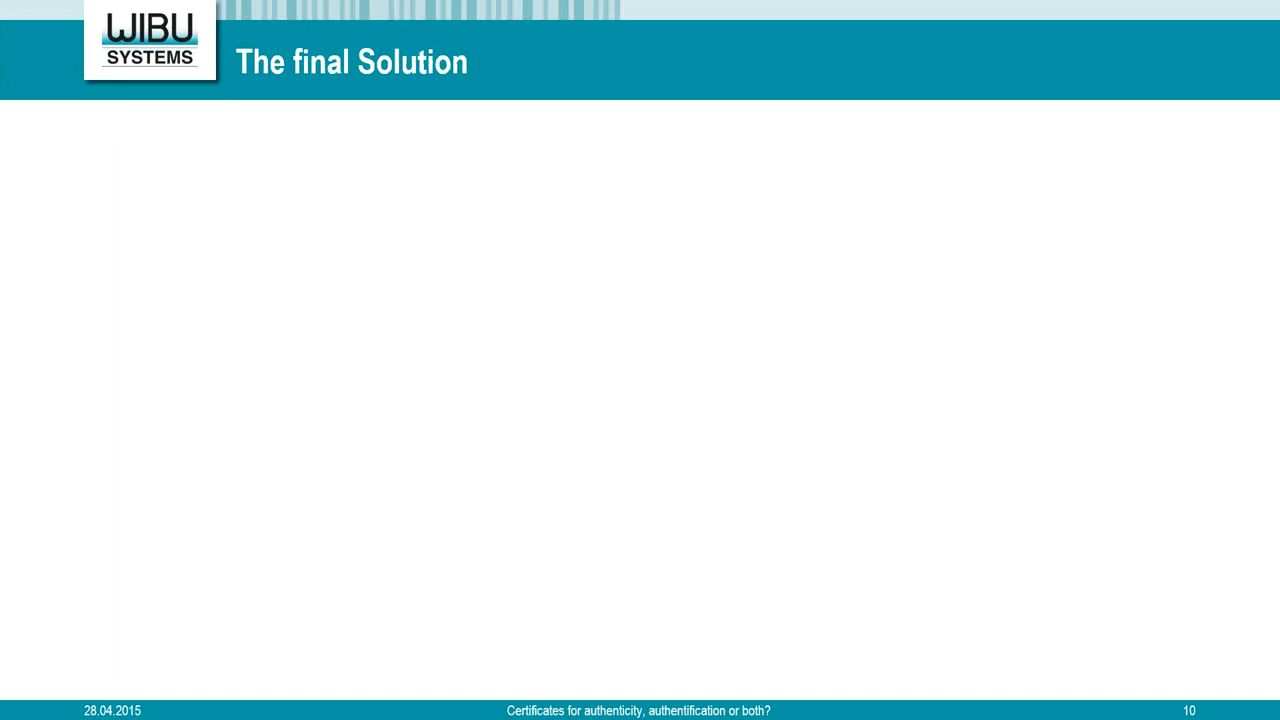 WIBU
SYSTEMS
The final Solution
28.04.2015
Certificates for authenticity, authentification or both?
10